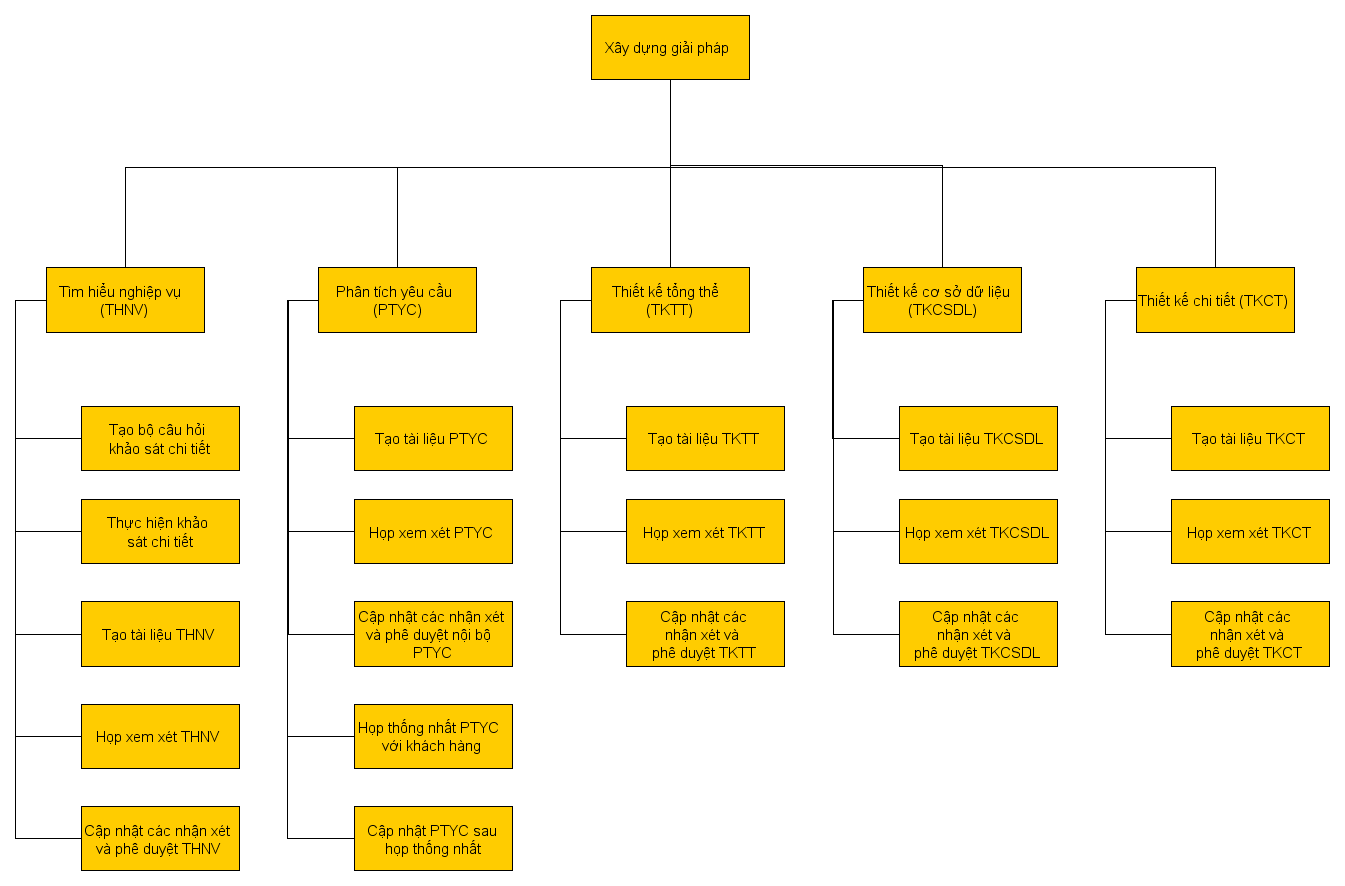 Xây dựng giải pháp
Tìm hiểu nghiệp vụ
(THNV)
Phân tích yêu cầu
(PTYC)
Thiết kế tổng thể
(TKTT)
Thiết kế cơ sở dữ liệu
(TKCSDL)
Thiết kế chi tiết (TKCT)
Tạo bộ câu hỏi
khảo sát chi tiết
Thực hiện khảo
sát chi tiết
Tạo tài liệu THNV
Họp xem xét THNV
Cập nhật các nhận xét
và phê duyệt THNV
Tạo tài liệu PTYC
Họp xem xét PTYC
Cập nhật các nhận xét
và phê duyệt nội bộ
PTYC
Họp thống nhất PTYC
với khách hàng
Cập nhật PTYC sau
họp thống nhất
Tạo tài liệu TKTT
Họp xem xét TKTT
Cập nhật các
nhận xét và
phê duyệt TKTT
Tạo tài liệu TKCSDL
Họp xem xét TKCSDL
Cập nhật các
nhận xét và
phê duyệt TKCSDL
Tạo tài liệu TKCT
Họp xem xét TKCT
Cập nhật các
nhận xét và
phê duyệt TKCT